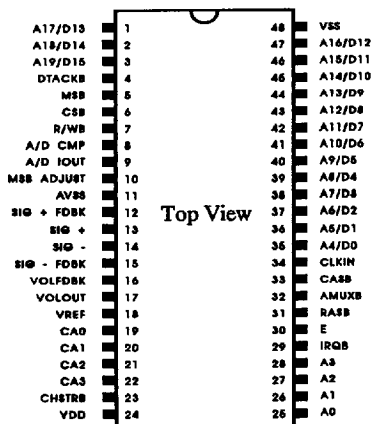 A17/D13 1 48 VSS
A18/D14 2 47 A16/D12
A19/D15 3 46 A15/D11
DTACKB 4 45 A14/D10
MSB 5 44 A13/D9
CSB 6 43 A12/D8
R/WB 7 42 A11/D7
A/D CMP 8 41 A10/D6
A/D IOUT 9 40 A9/D5
MSB ADJUST 10 39 A8/D4
AVSS 11 38 A7/D3
SIG + FDBK 12 37 A6/D2
Top View
SIG + 13 36 A5/D1
SIG - 14 35 A4/D0
SIG - FDBK 15 34 CLKIN
VOLFDBK 16 33 CASB
VOLOUT 17 32 AMUXB
VREF 18 31 RASB
CA0 19 30 E
CA1 20 29 IRQB
CA2 21 28 A3
CA3 22 27 A2
CHSTRB 23 26 A1
VDD 24 25 A0